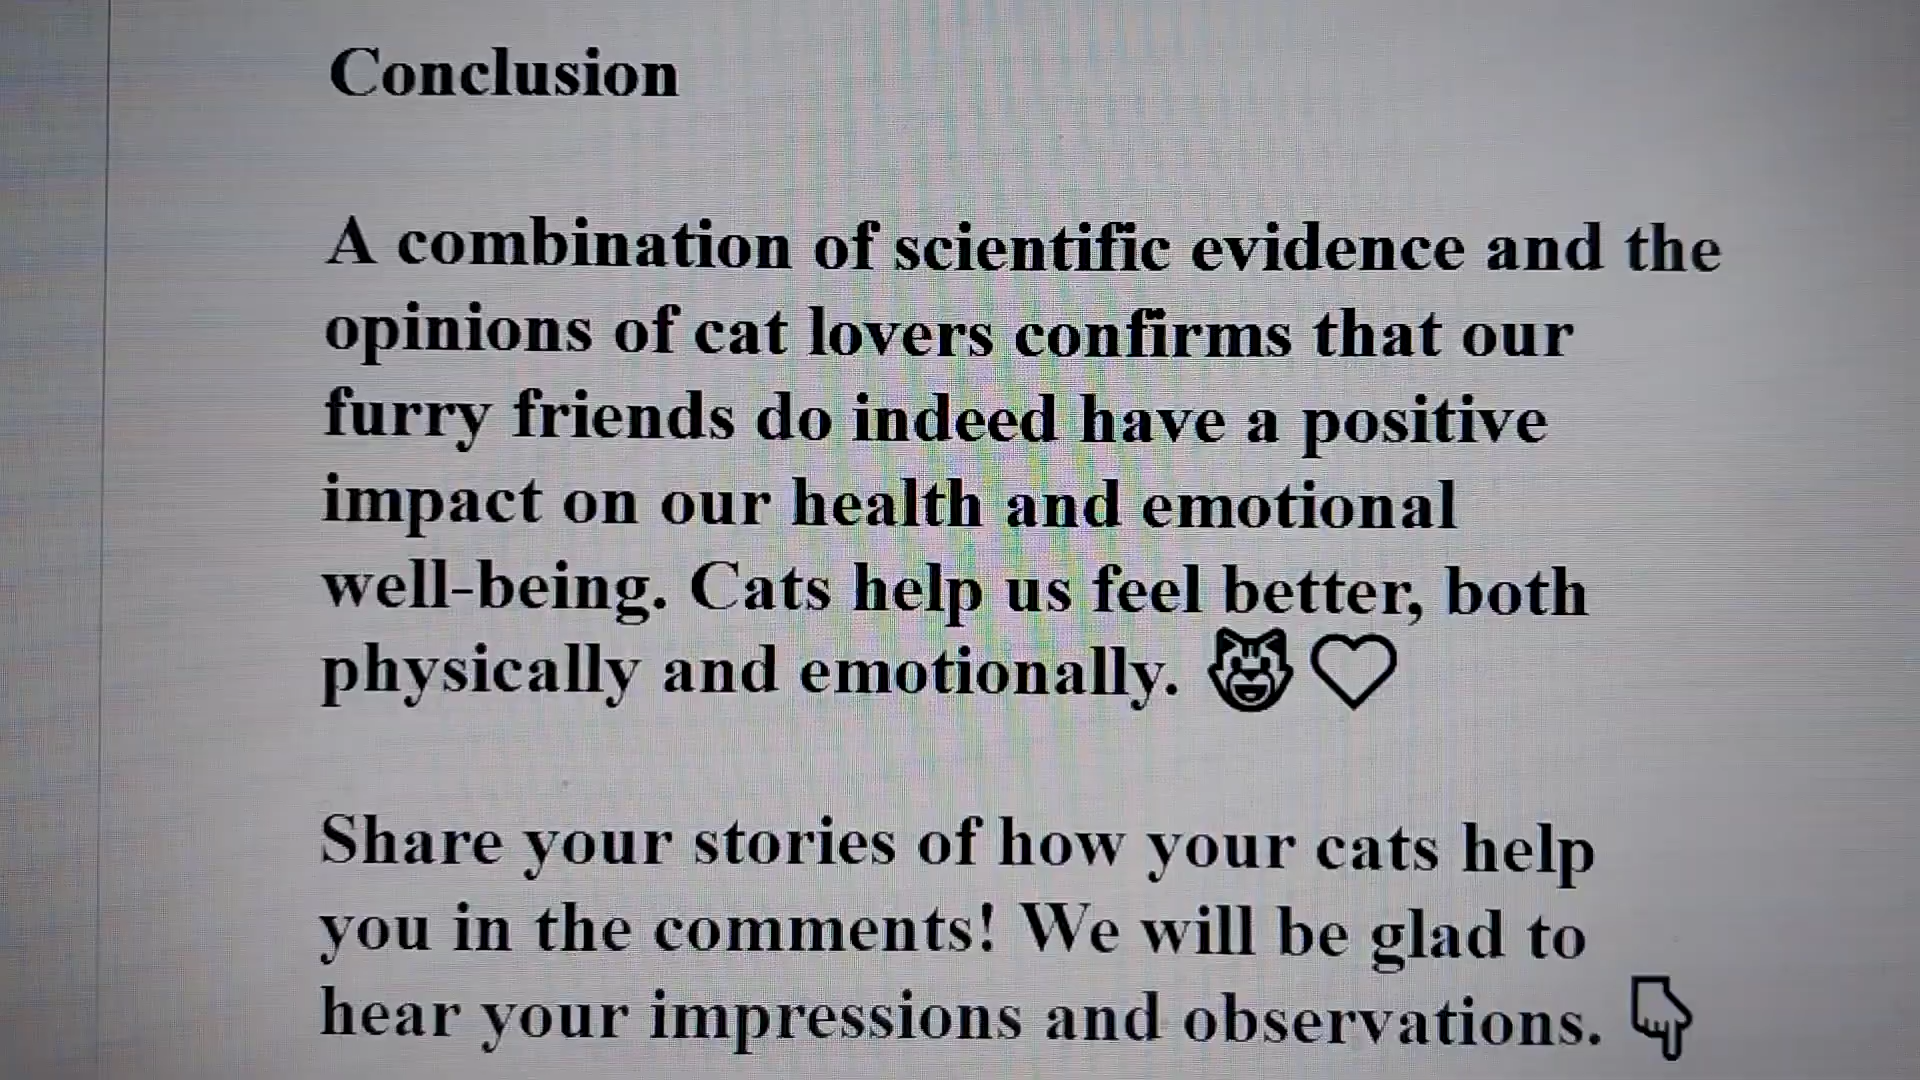 Conclusion
A combination of scientific evidence and the
opinions of cat lovers confirms that our
furry friends do indeed have a positive
impact on our health and emotional
well-being. Cats help us feel better, both
physically and emotionally. 😺♡
Share your stories of how your cats help
you in the comments! We will be glad to
hear your impressions and observations. 👇